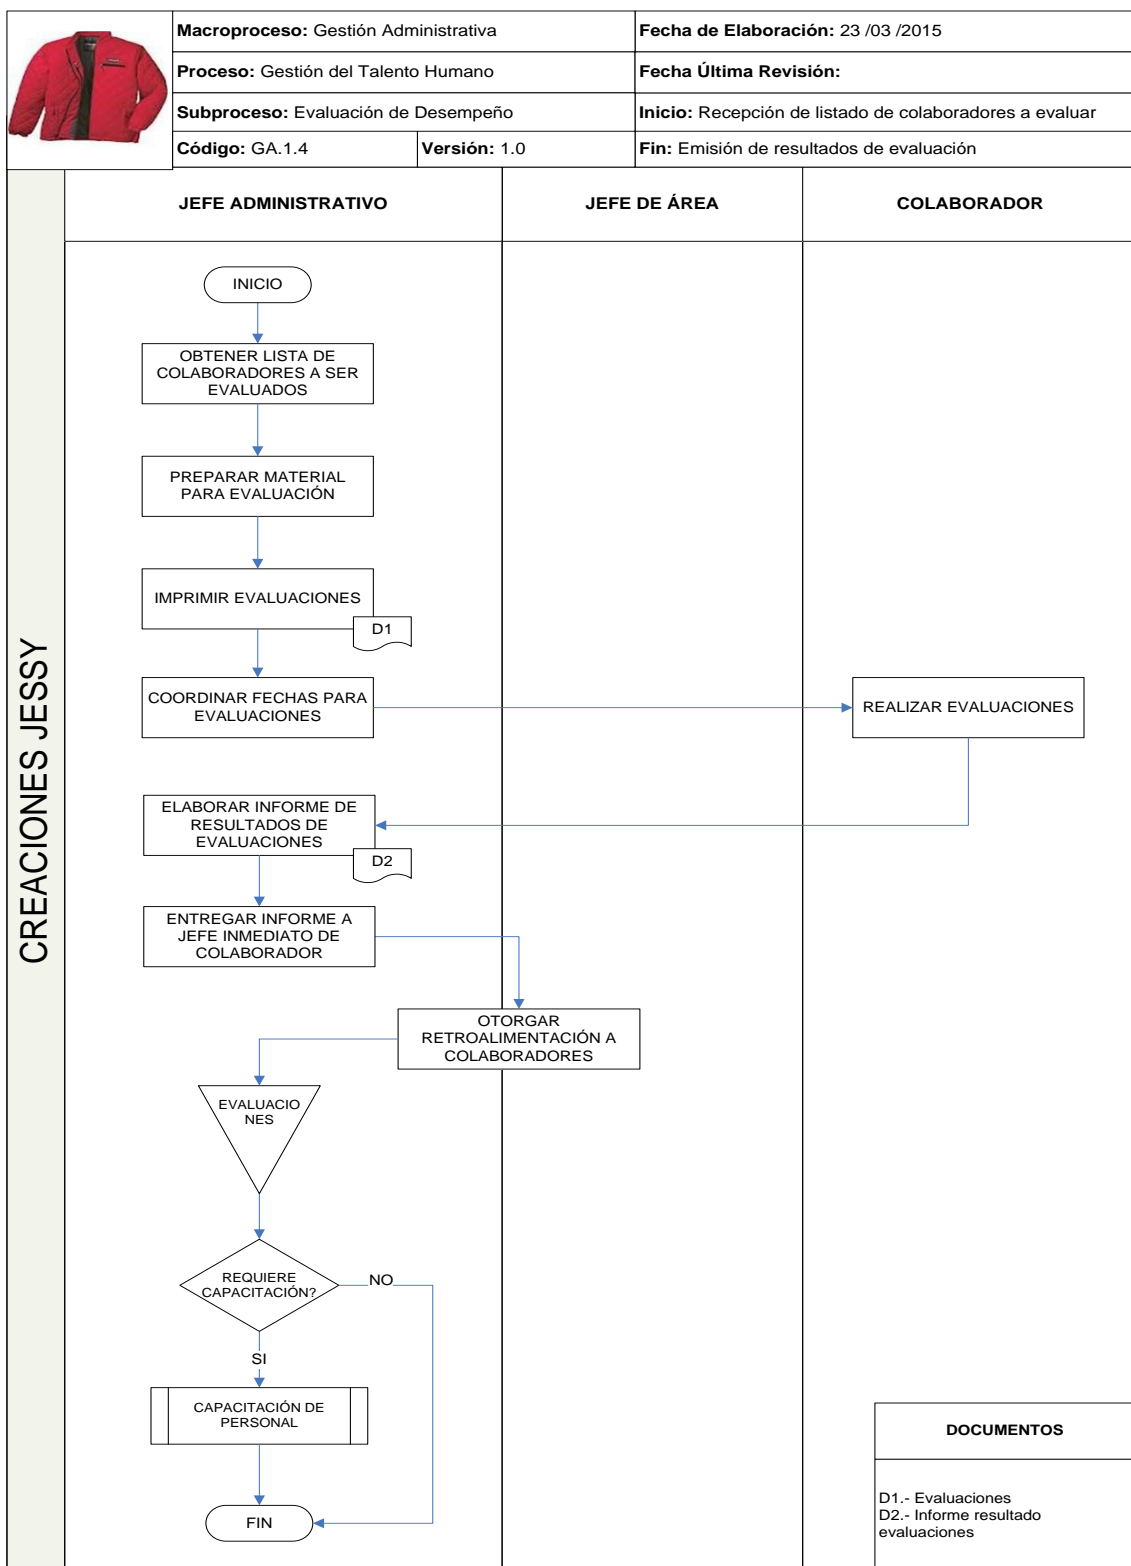 Macroproceso: Gestión Administrativa
Fecha de Elaboración: 23 /03 /2015
Proceso: Gestión del Talento Humano
Fecha Última Revisión:
Subproceso: Evaluación de Desempeño
Inicio: Recepción de listado de colaboradores a evaluar
Código: GA.1.4
Versión: 1.0
Fin: Emisión de resultados de evaluación
CREACIONES JESSY
JEFE ADMINISTRATIVO
JEFE DE ÁREA
COLABORADOR
INICIO
OBTENER LISTA DE
COLABORADORES A SER
EVALUADOS
PREPARAR MATERIAL
PARA EVALUACIÓN
IMPRIMIR EVALUACIONES
D1
COORDINAR FECHAS PARA
EVALUACIONES
REALIZAR EVALUACIONES
ELABORAR INFORME DE
RESULTADOS DE
EVALUACIONES
D2
ENTREGAR INFORME A
JEFE INMEDIATO DE
COLABORADOR
OTORGAR
RETROALIMENTACIÓN A
COLABORADORES
EVALUACIO
NES
REQUIERE
CAPACITACIÓN?
NO
SI
CAPACITACIÓN DE
PERSONAL
FIN
DOCUMENTOS
D1.- Evaluaciones
D2.- Informe resultado
evaluaciones